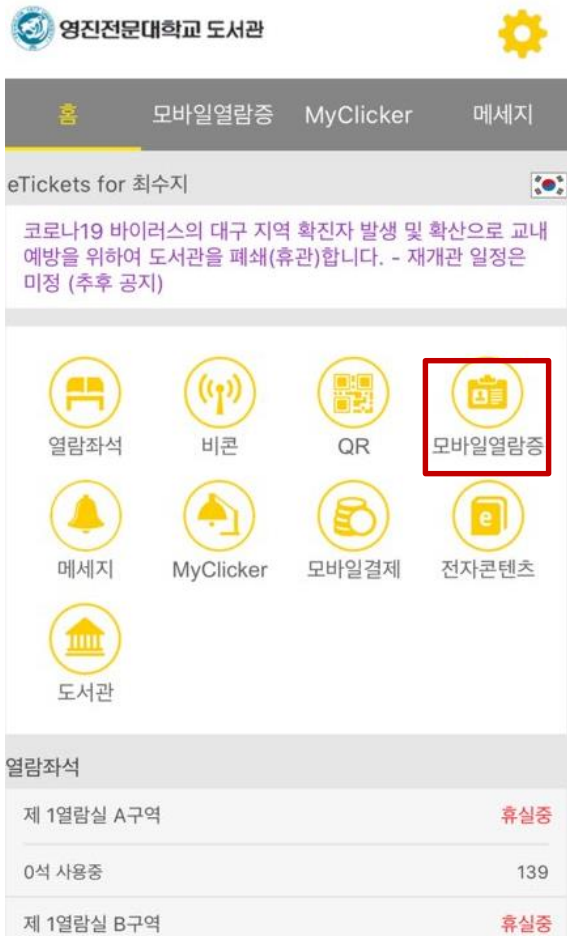 영진전문대학교 도서관
홈 모바일열람증 MyClicker 메세지
eTickets for 최수지
코로나19 바이러스의 대구 지역 확진자 발생 및 확산으로 교내
예방을 위하여 도서관을 폐쇄(휴관)합니다. - 재개관 일정은
미정 (추후 공지)
열람좌석 비콘 QR 모바일열람증
메세지 MyClicker 모바일결제 전자콘텐츠
도서관
열람좌석
제 1열람실 A구역 휴실중
0석 사용중 139
제 1열람실 B구역 휴실중